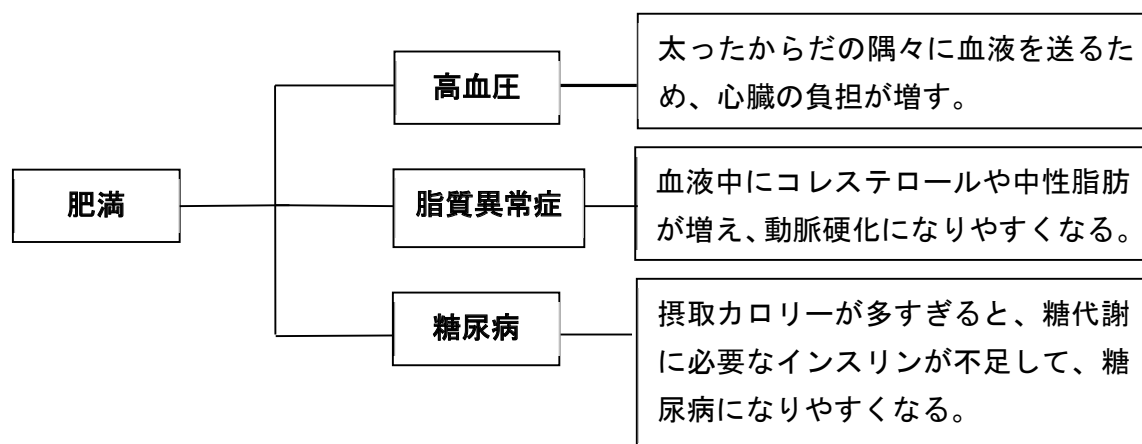 肥満
高血圧
太ったからだの隅々に血液を送るた
め、心臓の負担が増す。
脂質異常症
血液中にコレステロールや中性脂肪
が増え、動脈硬化になりやすくなる。
糖尿病
摂取カロリーが多すぎると、糖代謝
に必要なインスリンが不足して、糖
尿病になりやすくなる。